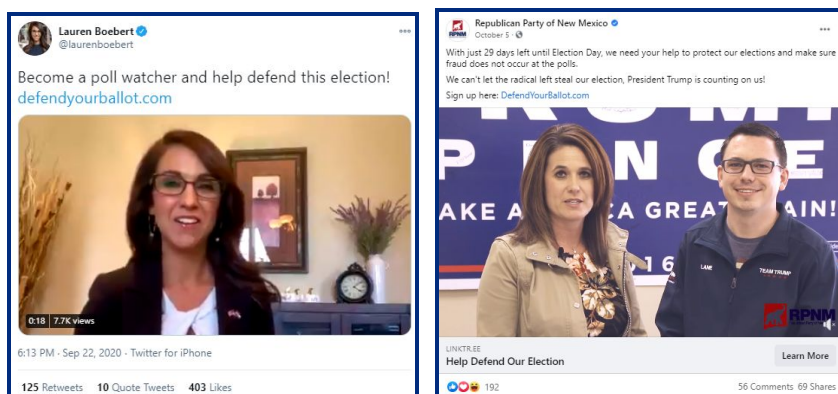 Lauren Boebert
@laurenboebert
Become a poll watcher and help defend this election!
defendyourballot.com
0:18 7.7K views
6:13 PM · Sep 22, 2020 · Twitter for iPhone
125 Retweets 10 Quote Tweets 403 Likes
Republican Party of New Mexico
RPNM
October 5 ·
With just 29 days left until Election Day, we need your help to protect our elections and make sure
fraud does not occur at the polls.
We can't let the radical left steal our election, President Trump is counting on us!
Sign up here: DefendYourBallot.com
P N C E
AKE A CA GREAT AIN!
16
LANE
TEAM TRUMP
RPNM
LINKTR.EE
Help Defend Our Election
Learn More
192
56 Comments 69 Shares